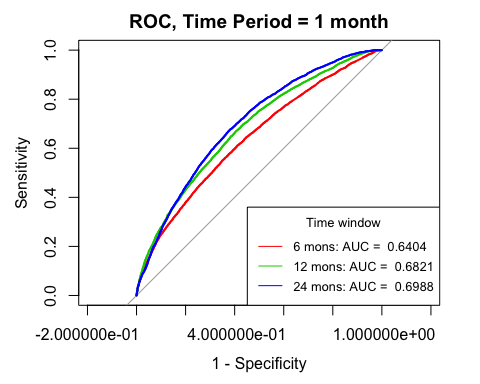 ROC, Time Period = 1 month
1.0
0.8
0.6
0.4
0.2
0.0
Sensitivity
Time window
6 mons: AUC = 0.6404
12 mons: AUC = 0.6821
24 mons: AUC = 0.6988
-2.000000e-01 4.000000e-01 1.000000e+00
1 - Specificity